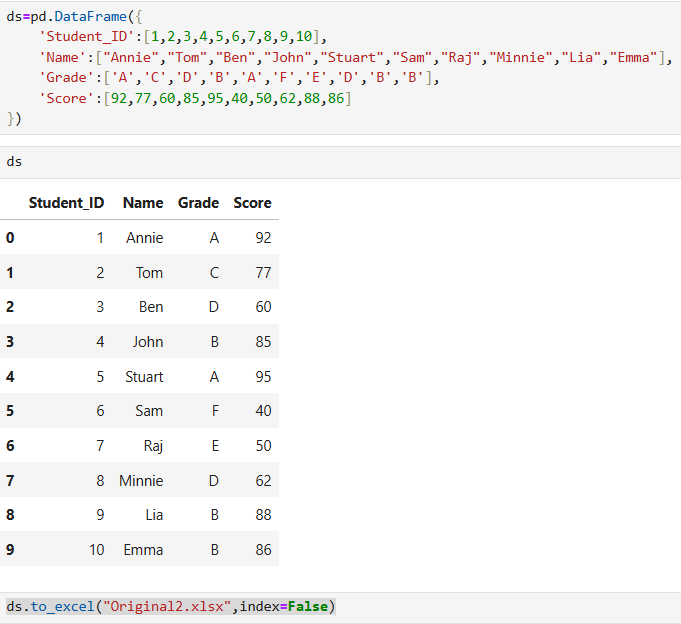 ds=pd.DataFrame({
    'Student_ID':[1,2,3,4,5,6,7,8,9,10],
    'Name':["Annie","Tom","Ben","John","Stuart","Sam","Raj","Minnie","Lia","Emma"],
    'Grade':['A','C','D','B','A','F','E','D','B','B'],
    'Score':[92,77,60,85,95,40,50,62,88,86]
})
ds
Student_ID Name Grade Score
0 1 Annie A 92
1 2 Tom C 77
2 3 Ben D 60
3 4 John B 85
4 5 Stuart A 95
5 6 Sam F 40
6 7 Raj E 50
7 8 Minnie D 62
8 9 Lia B 88
9 10 Emma B 86
ds.to_excel("Original2.xlsx",index=False)